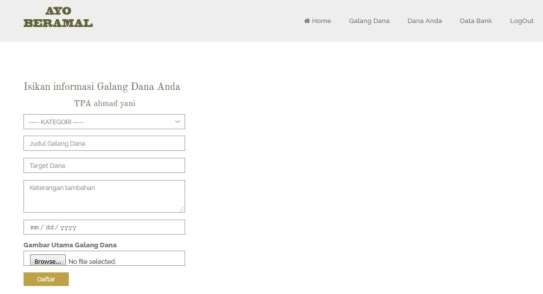 AYO
BERAMAL
Home Galang Dana Dana Anda Data Bank LogOut
Isikan informasi Galang Dana Anda
TPA ahmad yani
---- KATEGORI ----
Judul Galang Dana
Target Dana
Keterangan tambahan
mm / dd / yyyy
Gambar Utama Galang Dana
Browse... No file selected.
Daftar